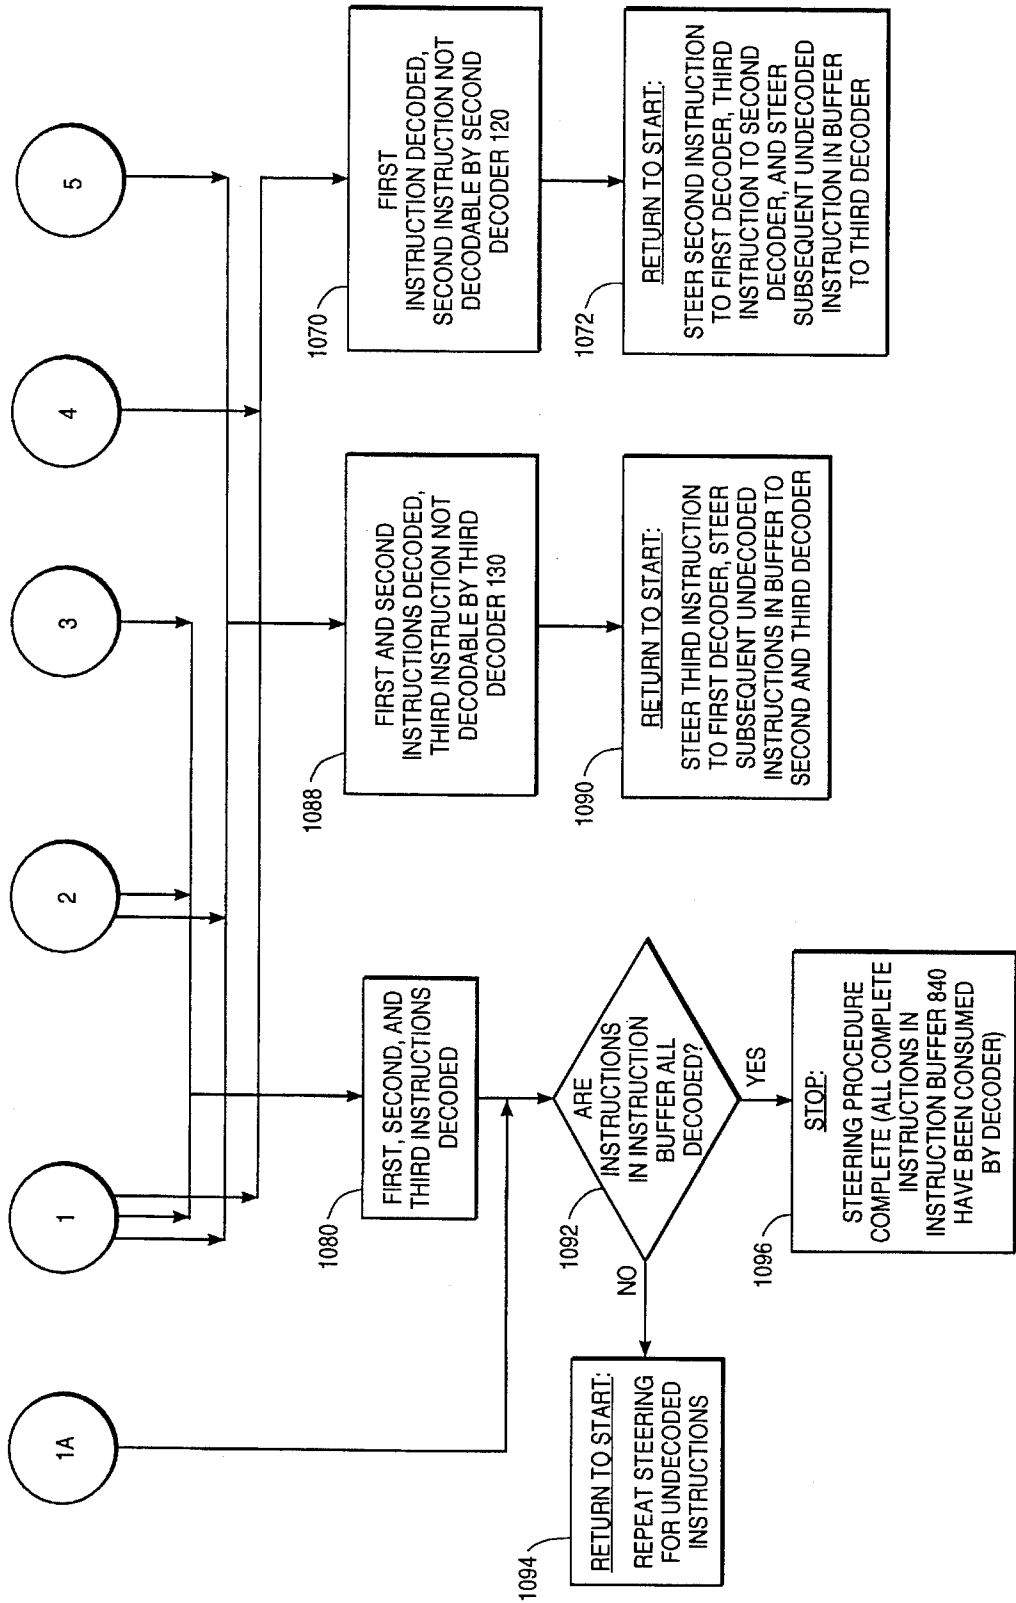 1A
1
2
3
4
5
1080
FIRST, SECOND, AND
THIRD INSTRUCTIONS
DECODED
1088
FIRST AND SECOND
INSTRUCTIONS DECODED,
THIRD INSTRUCTION NOT
DECODABLE BY THIRD
DECODER 130
1070
FIRST
INSTRUCTION DECODED,
SECOND INSTRUCTION NOT
DECODABLE BY SECOND
DECODER 120
1094
RETURN TO START:
REPEAT STEERING
FOR UNDECODED
INSTRUCTIONS
NO
1092
ARE
INSTRUCTIONS
IN INSTRUCTION
BUFFER ALL
DECODED?
YES
1090
RETURN TO START:
STEER THIRD INSTRUCTION
TO FIRST DECODER, STEER
SUBSEQUENT UNDECODED
INSTRUCTIONS IN BUFFER TO
SECOND AND THIRD DECODER
1072
RETURN TO START:
STEER SECOND INSTRUCTION
TO FIRST DECODER, THIRD
INSTRUCTION TO SECOND
DECODER, AND STEER
SUBSEQUENT UNDECODED
INSTRUCTION IN BUFFER
TO THIRD DECODER
1096
STOP:
STEERING PROCEDURE
COMPLETE (ALL COMPLETE
INSTRUCTIONS IN
INSTRUCTION BUFFER 840
HAVE BEEN CONSUMED
BY DECODER)